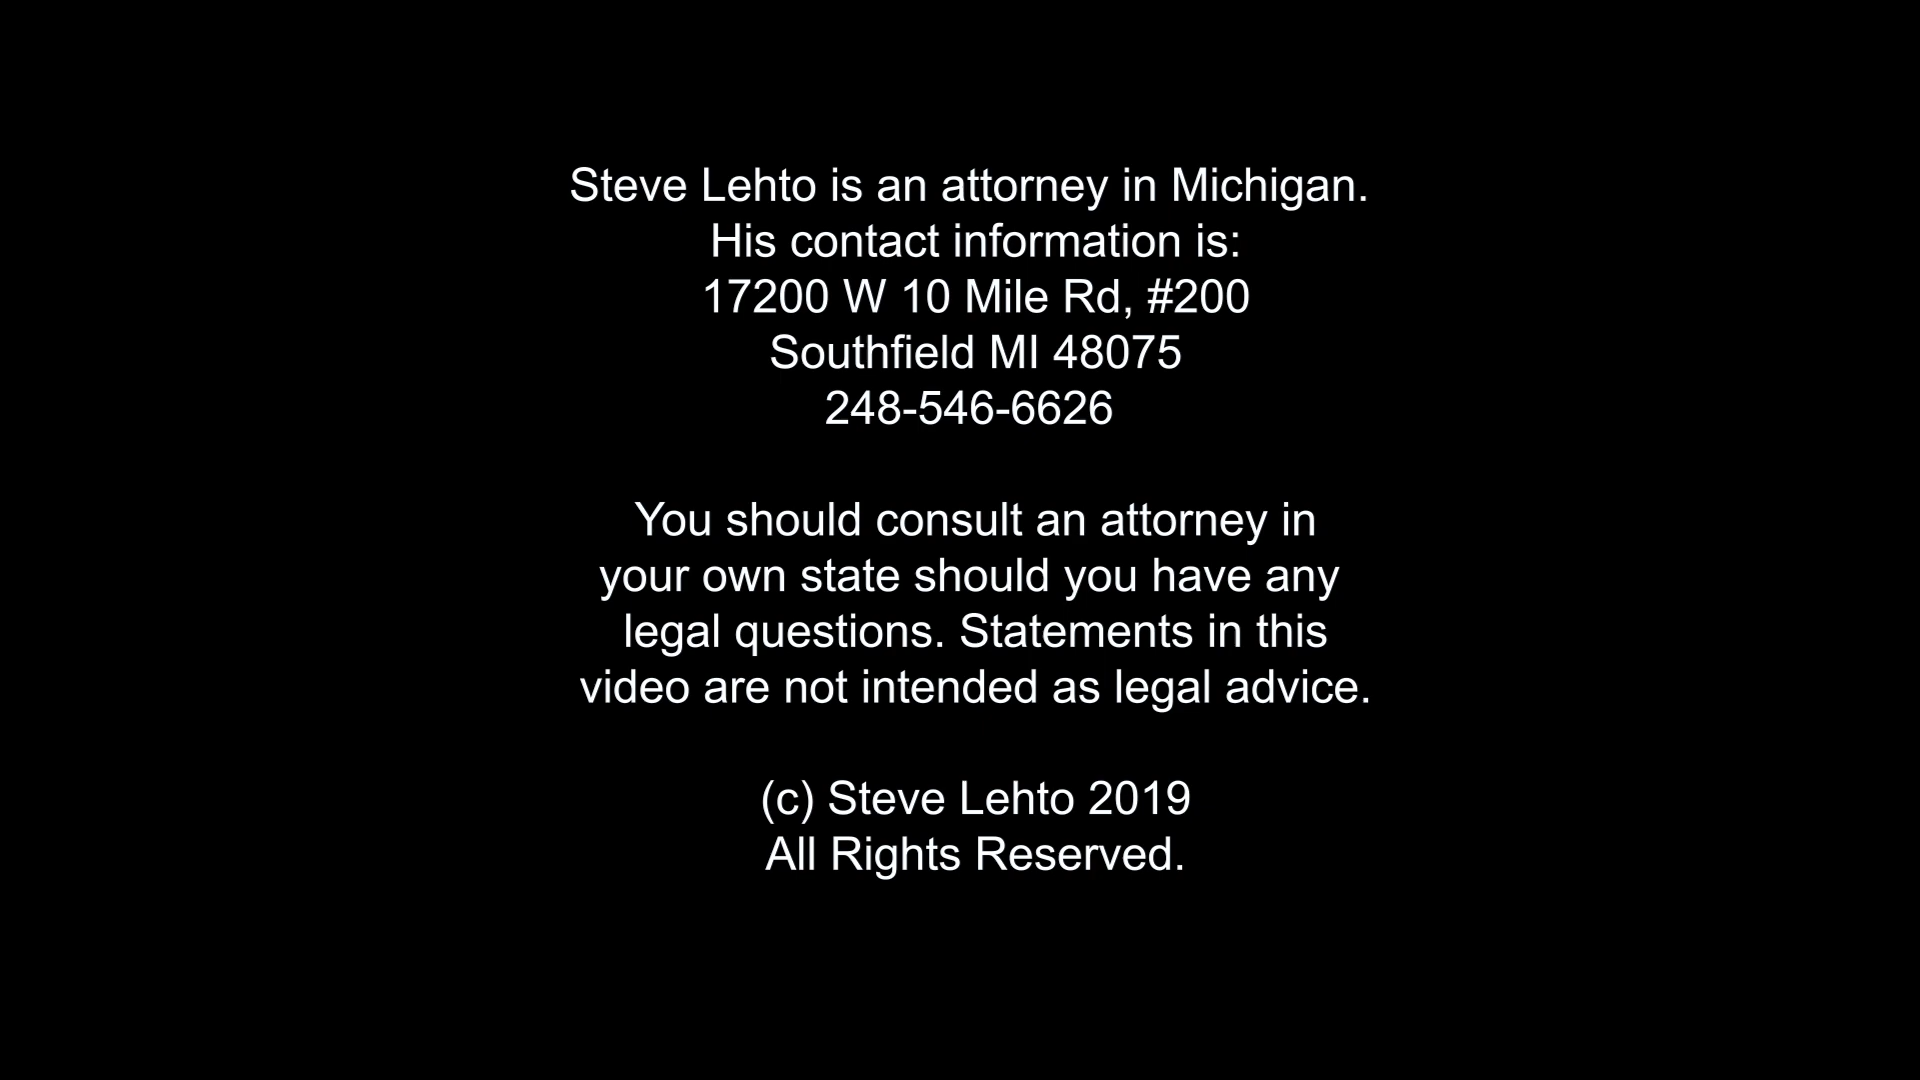 Steve Lehto is an attorney in Michigan.
His contact information is:
17200 W 10 Mile Rd, #200
Southfield MI 48075
248-546-6626
You should consult an attorney in
your own state should you have any
legal questions. Statements in this
video are not intended as legal advice.
(c) Steve Lehto 2019
All Rights Reserved.